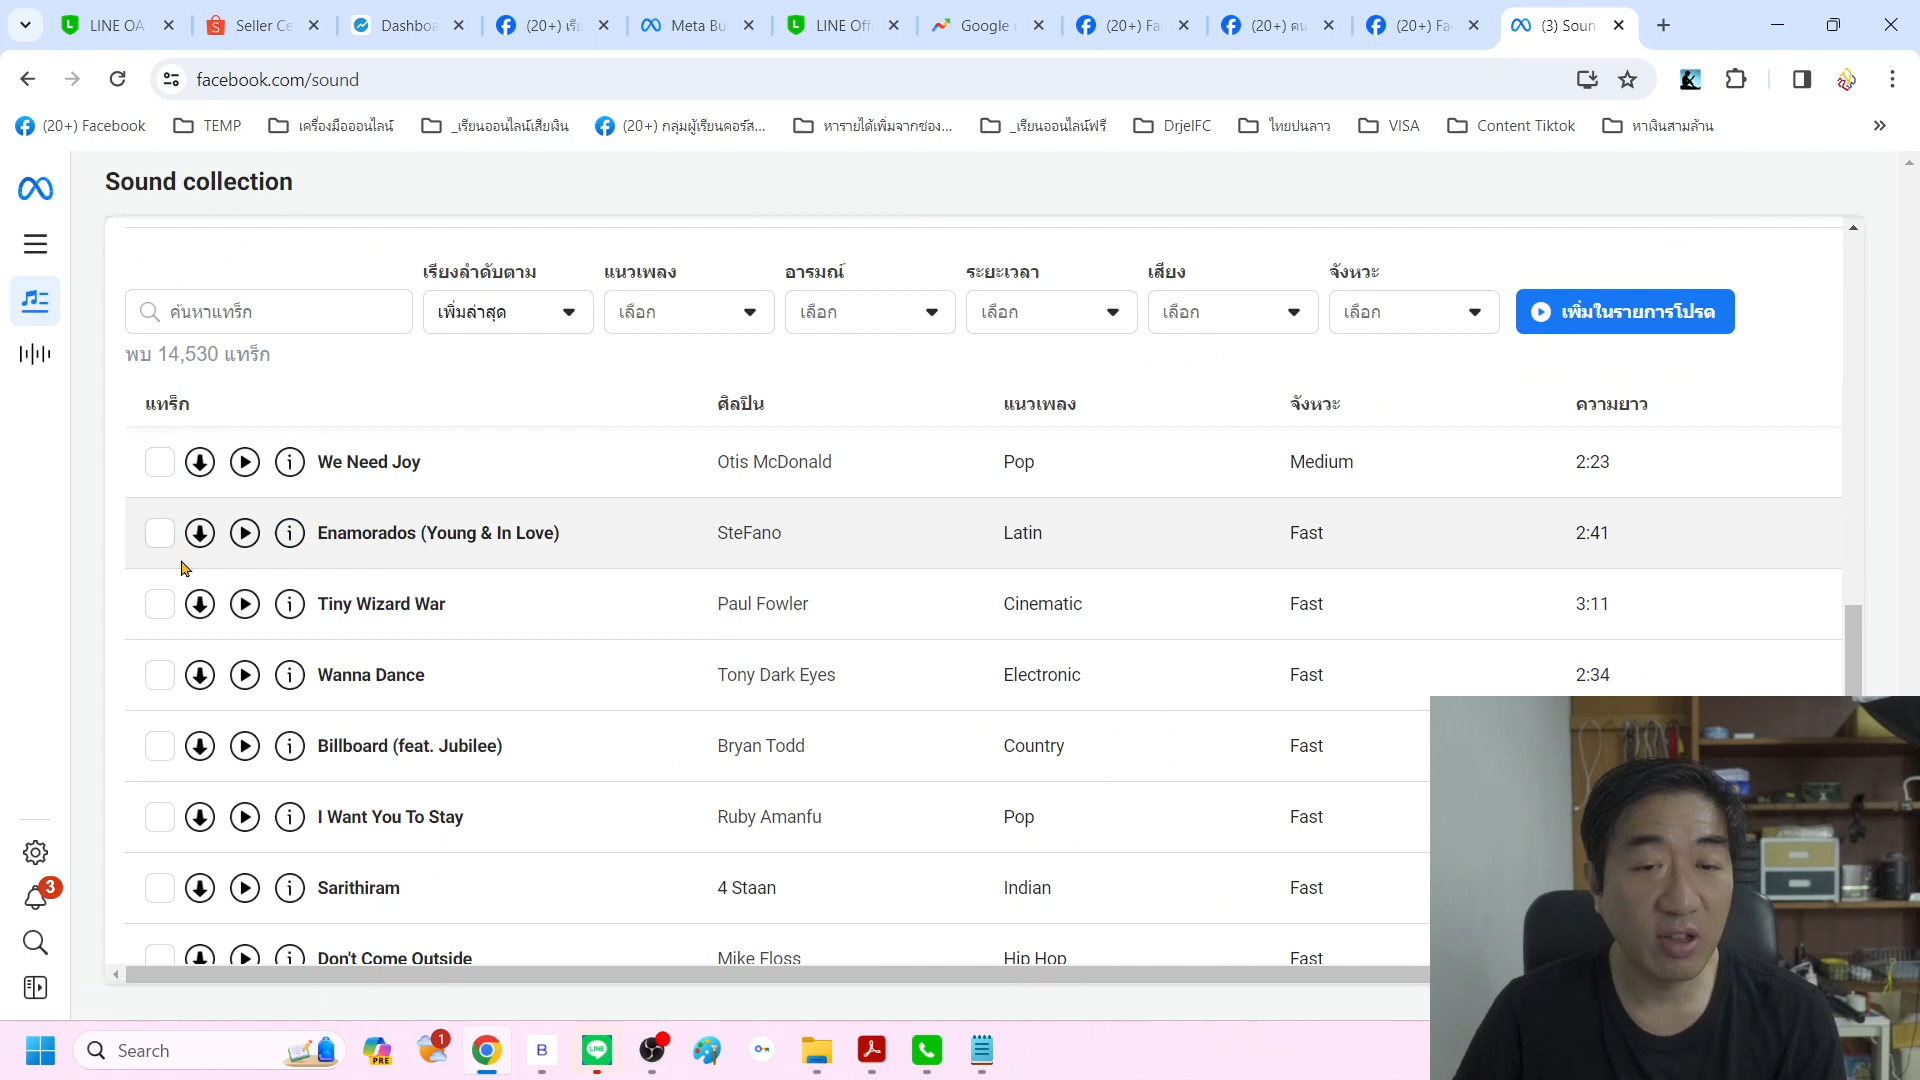 LINE OA
Seller Ce
Dashboa
(20+) เรี
Meta Bu
LINE Off
Google
(20+) Fa
(20+) คน
(20+) Fa
(3) Soun
facebook.com/sound
(20+) Facebook
TEMP
เครื่องมือออนไลน์
_เรียนออนไลน์เสียเงิน
(20+) กลุ่มผู้เรียนคอร์ส...
หารายได้เพิ่มจากช่อง...
_เรียนออนไลน์ฟรี
DrjelFC
ไทยปนลาว
VISA
Content Tiktok
หาเงินสามล้าน
Sound collection
เรียงลำดับตาม
แนวเพลง
อารมณ์
ระยะเวลา
เสียง
จังหวะ
ค้นหาแทร็ก
เพิ่มล่าสุด
เลือก
เลือก
เลือก
เลือก
เลือก
เพิ่มในรายการโปรด
พบ 14,530 แทร็ก
แทร็ก ศิลปิน แนวเพลง จังหวะ ความยาว
We Need Joy Otis McDonald Pop Medium 2:23
Enamorados (Young & In Love) SteFano Latin Fast 2:41
Tiny Wizard War Paul Fowler Cinematic Fast 3:11
Wanna Dance Tony Dark Eyes Electronic Fast 2:34
Billboard (feat. Jubilee) Bryan Todd Country Fast
I Want You To Stay Ruby Amanfu Pop Fast
Sarithiram 4 Staan Indian Fast
Don't Come Outside Mike Floss Hip Hop Fast
3
Search
PRE
1
B
LINE